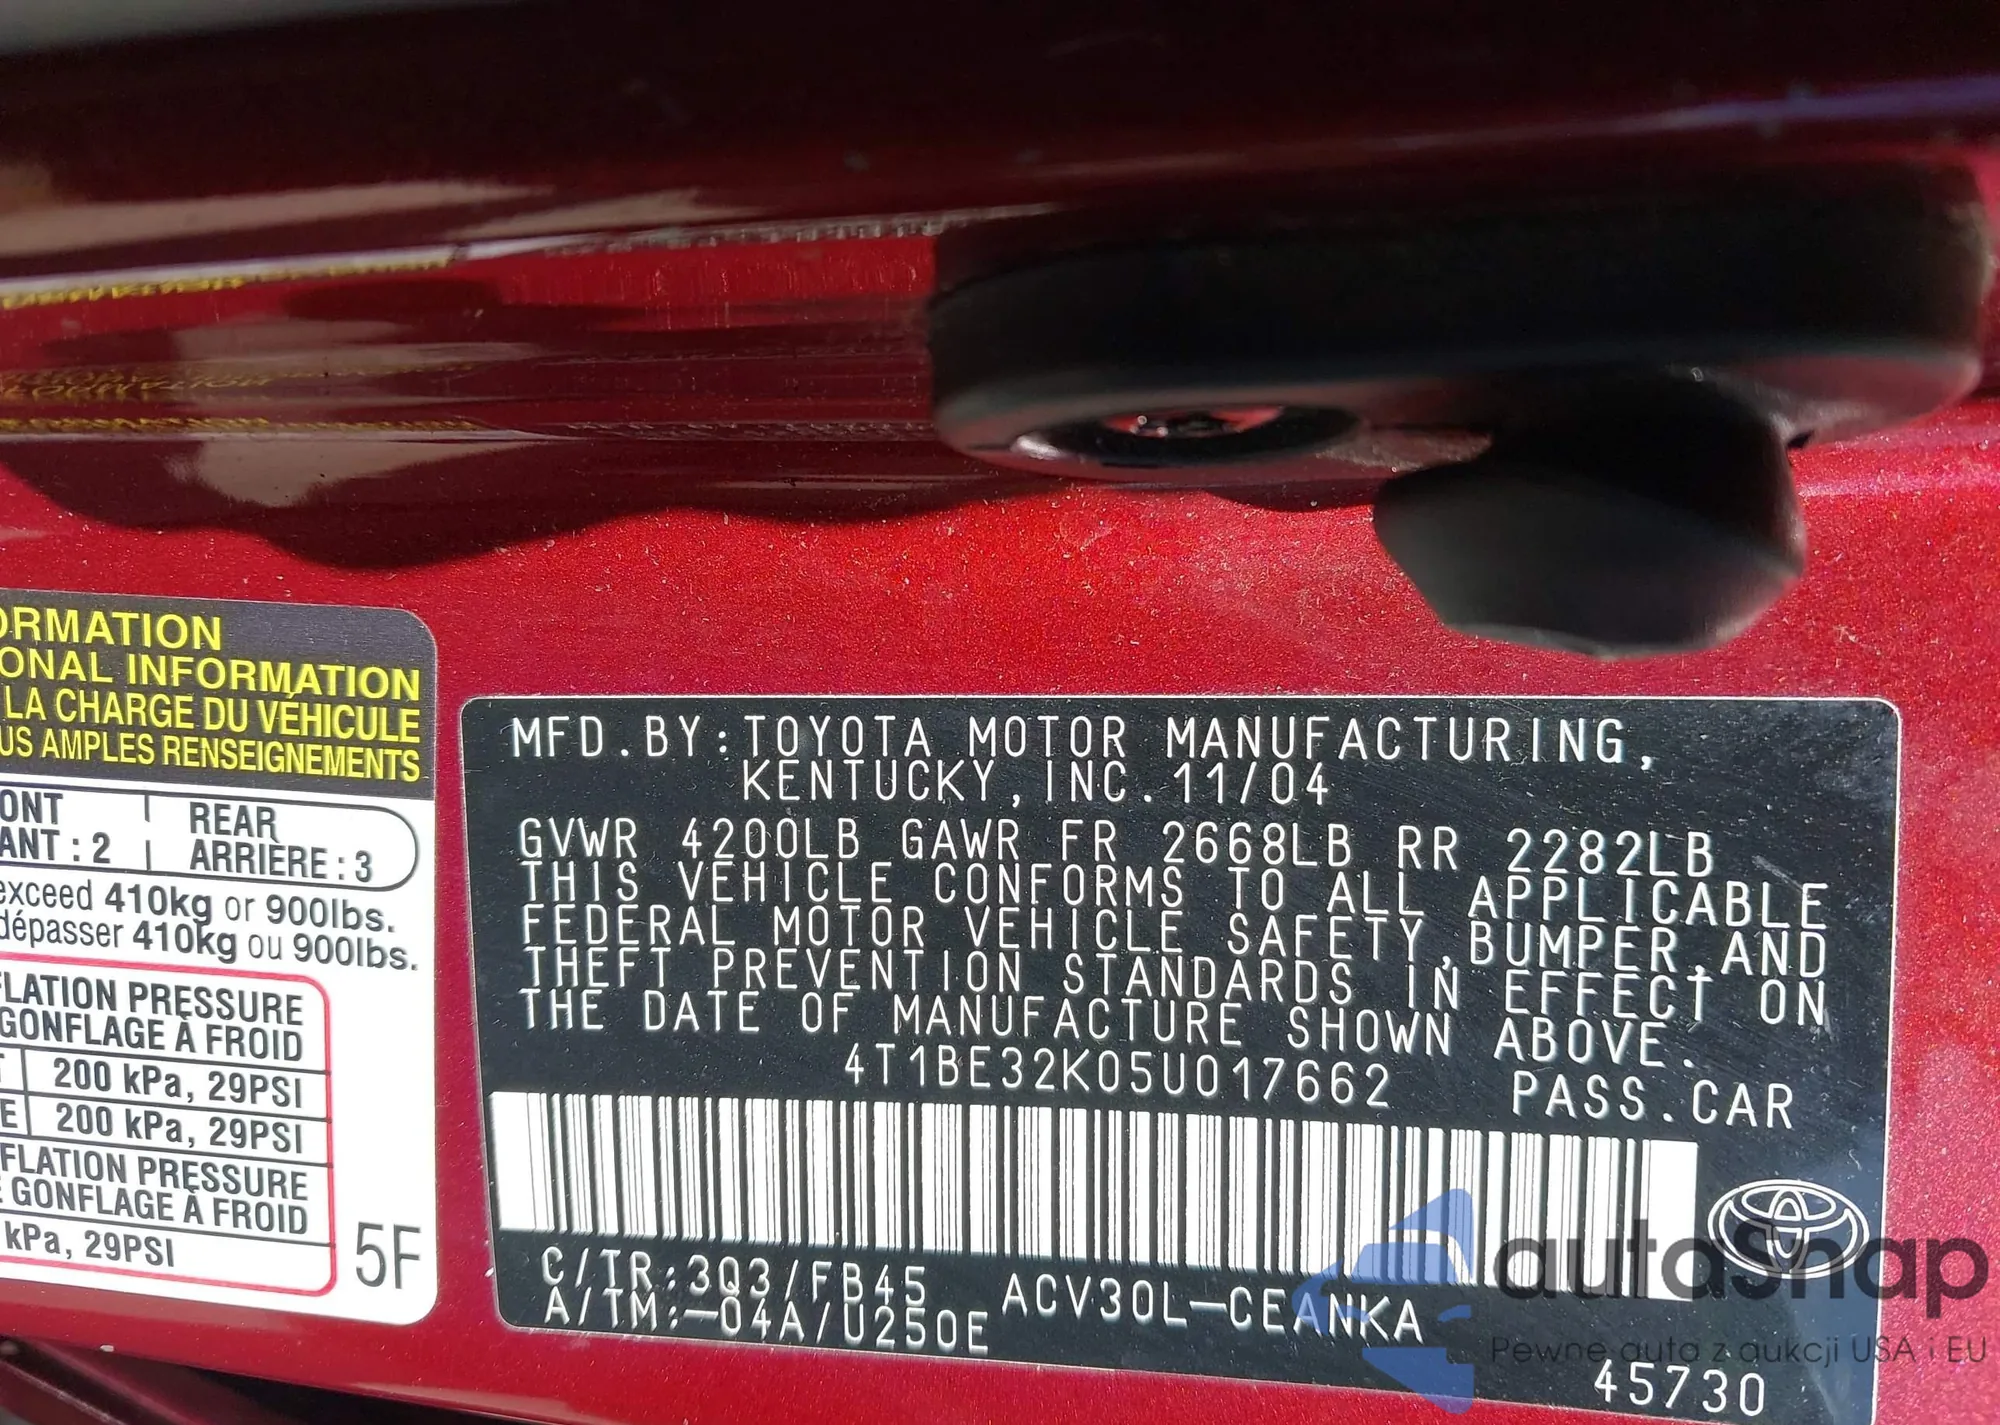 ORMATION
ONAL INFORMATION
LA CHARGE DU VÉHICULE
US AMPLES RENSEIGNEMENTS
ONT REAR
ANT : 2 ARRIÈRE : 3
exceed 410kg or 900lbs.
dépasser 410kg ou 900lbs.
FLATION PRESSURE
GONFLAGE À FROID
T 200 kPa, 29PSI
E 200 kPa, 29PSI
FLATION PRESSURE
E GONFLAGE À FROID
kPa, 29PSI
5F
MFD.BY:TOYOTA MOTOR MANUFACTURING,
KENTUCKY,INC.11/04
GVWR 4200LB GAWR FR 2668LB RR 2282LB
THIS VEHICLE CONFORMS TO ALL APPLICABLE
FEDERAL MOTOR VEHICLE SAFETY,BUMPER,AND
THEFT PREVENTION STANDARDS IN EFFECT ON
THE DATE OF MANUFACTURE SHOWN ABOVE.
4T1BE32K05U017662 PASS.CAR
C/TR:3Q3/FB45 ACV30L-CEANKA
A/TM:-04A/U250E
45730
autasnap
Pewne auta z aukcji USA i EU